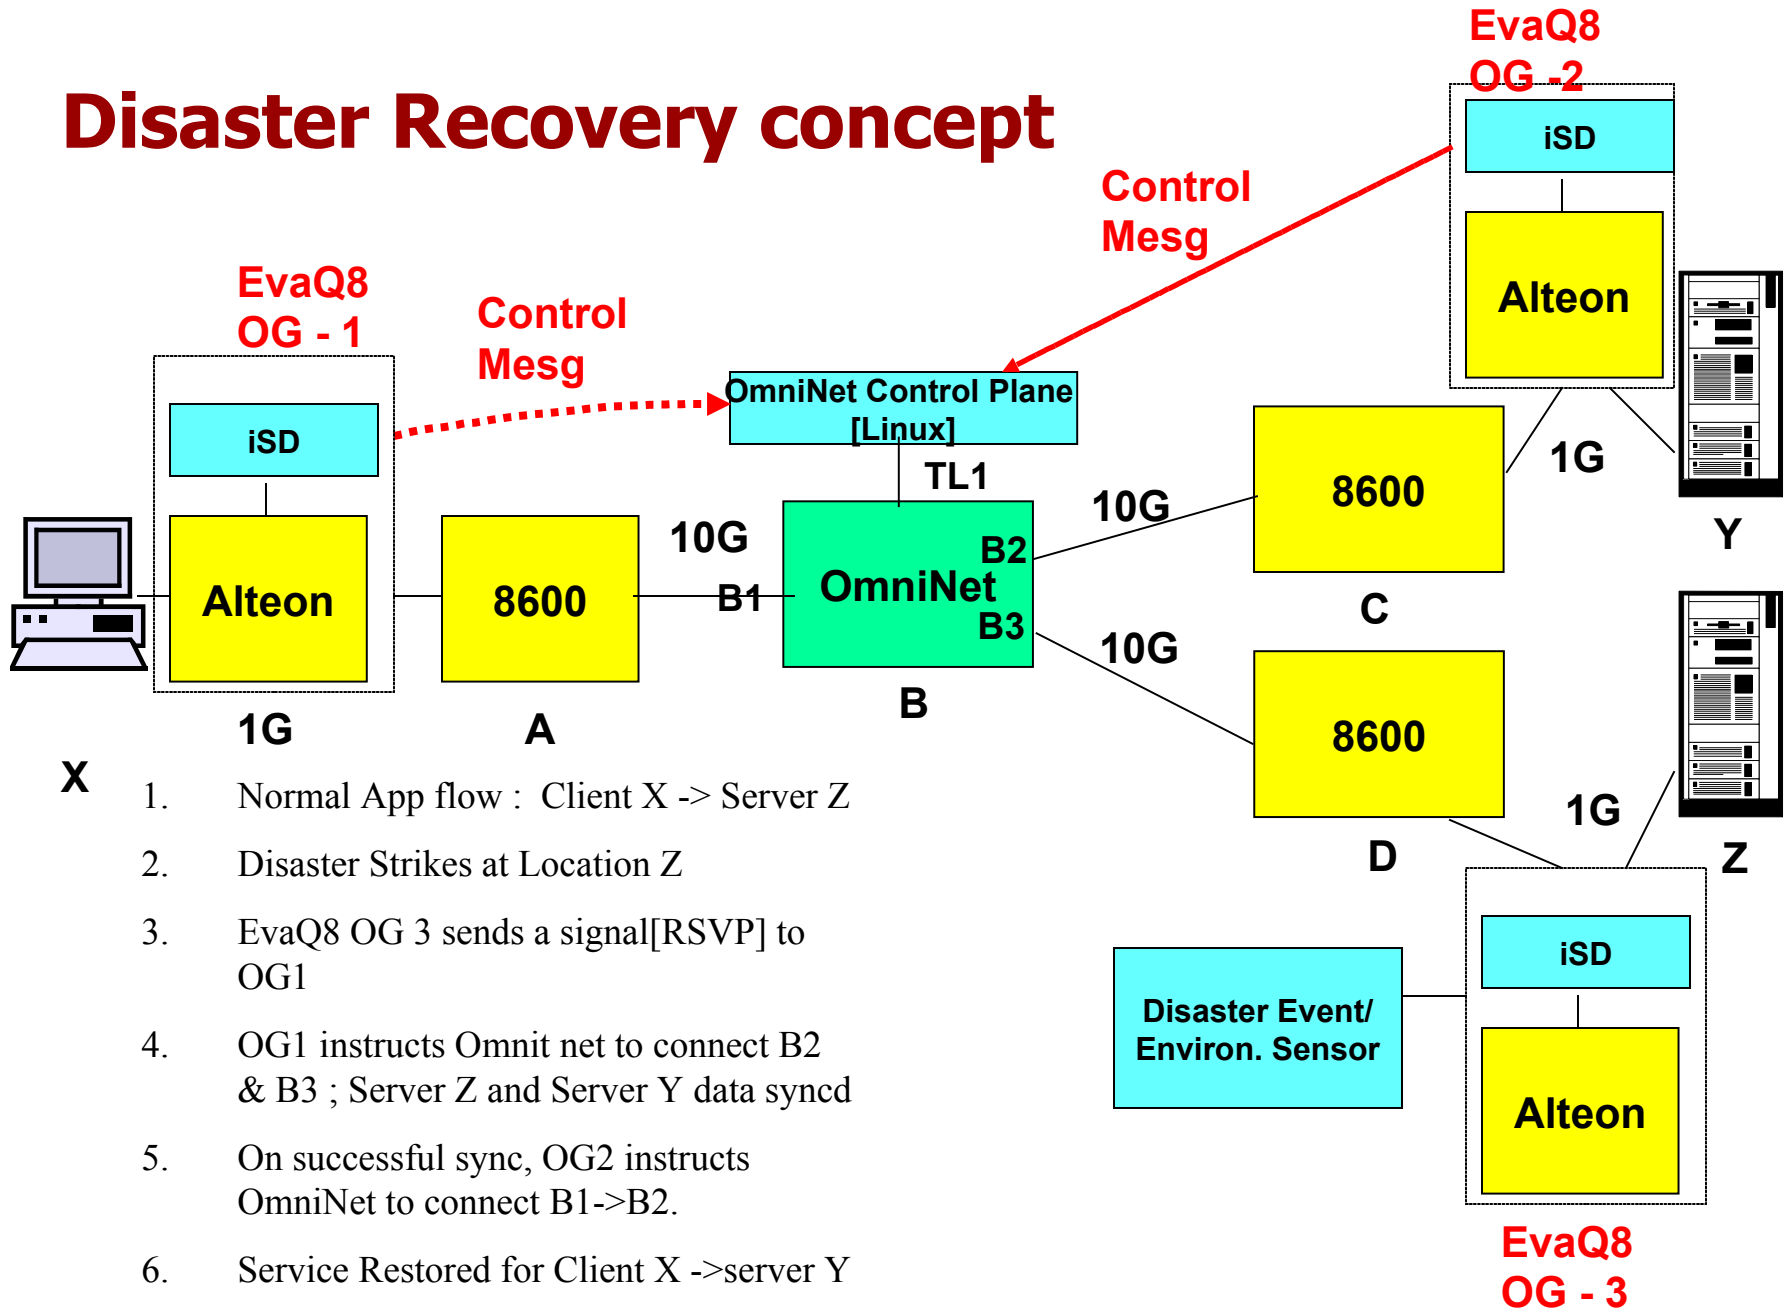 EvaQ8
OG -2
Disaster Recovery concept
iSD
Control
Mesg
Alteon
EvaQ8
OG - 1
Control
Mesg
OmniNet Control Plane
[Linux]
iSD
TL1
1G
8600
10G
10G
Y
B2
Alteon
8600
B1
OmniNet
B3
C
10G
B
1G
A
8600
X
1G
D
Z
1. Normal App flow : Client X -> Server Z
2. Disaster Strikes at Location Z
3. EvaQ8 OG 3 sends a signal[RSVP] to
OG1
4. OG1 instructs Omnit net to connect B2
& B3 ; Server Z and Server Y data syncd
5. On successful sync, OG2 instructs
OmniNet to connect B1->B2.
6. Service Restored for Client X ->server Y
iSD
Disaster Event/
Environ. Sensor
Alteon
EvaQ8
OG - 3